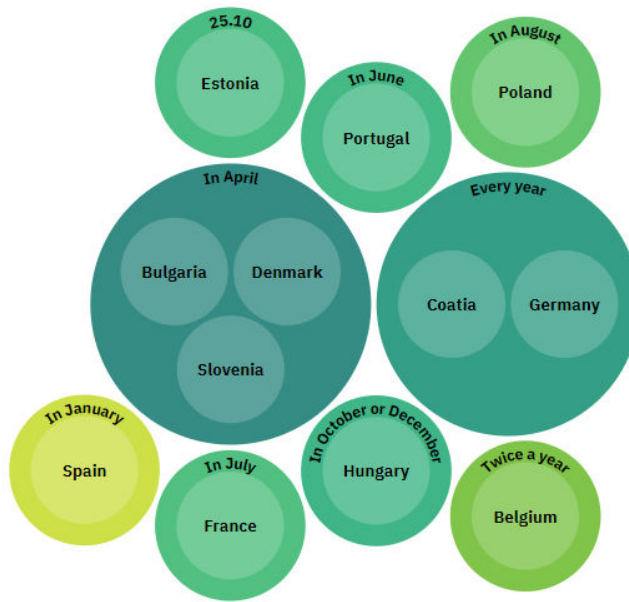 25.10
Estonia
In June
Portugal
In August
Poland
In April
Bulgaria
Denmark
Slovenia
Every year
Coatia
Germany
In January
Spain
In July
France
In October or December
Hungary
Twice a year
Belgium